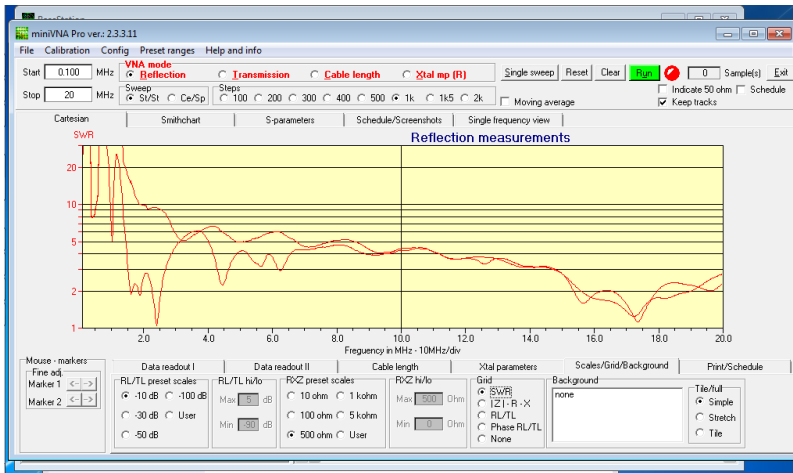 BaseStation
miniVNA Pro ver.: 2.3.3.11
File Calibration Config Preset ranges Help and info
Start 0.100 MHz
Stop 20 MHz
VNA mode
Reflection Transmission Cable length Xtal mp (R)
Sweep
St/St Ce/Sp
Steps
100 200 300 400 500 1k 1k5 2k
Single sweep Reset Clear Run 0 Sample(s) Exit
Indicate 50 ohm Schedule
Moving average Keep tracks
Cartesian Smithchart S-parameters Schedule/Screenshots Single frequency view
SWR Reflection measurements
20
10
5
2
1
2.0 4.0 6.0 8.0 10.0 12.0 14.0 16.0 18.0 20.0
Frequency in MHz - 10MHz/div
Mouse - markers
Fine adj.
Marker 1 <- ->
Marker 2 <- ->
Data readout I Data readout II Cable length Xtal parameters Scales/Grid/Background Print/Schedule
RL/TL preset scales
-10 dB -100 dB
-30 dB User
-50 dB
RL/TL hi/lo
Max 5 dB
Min -90 dB
RXZ preset scales
10 ohm 1 kohm
100 ohm 5 kohm
500 ohm User
RXZ hi/lo
Max 500 Ohm
Min 0 Ohm
Grid
SWR
|Z| - R - X
RL/TL
Phase RL/TL
None
Background
none
Tile/full
Simple
Stretch
Tile